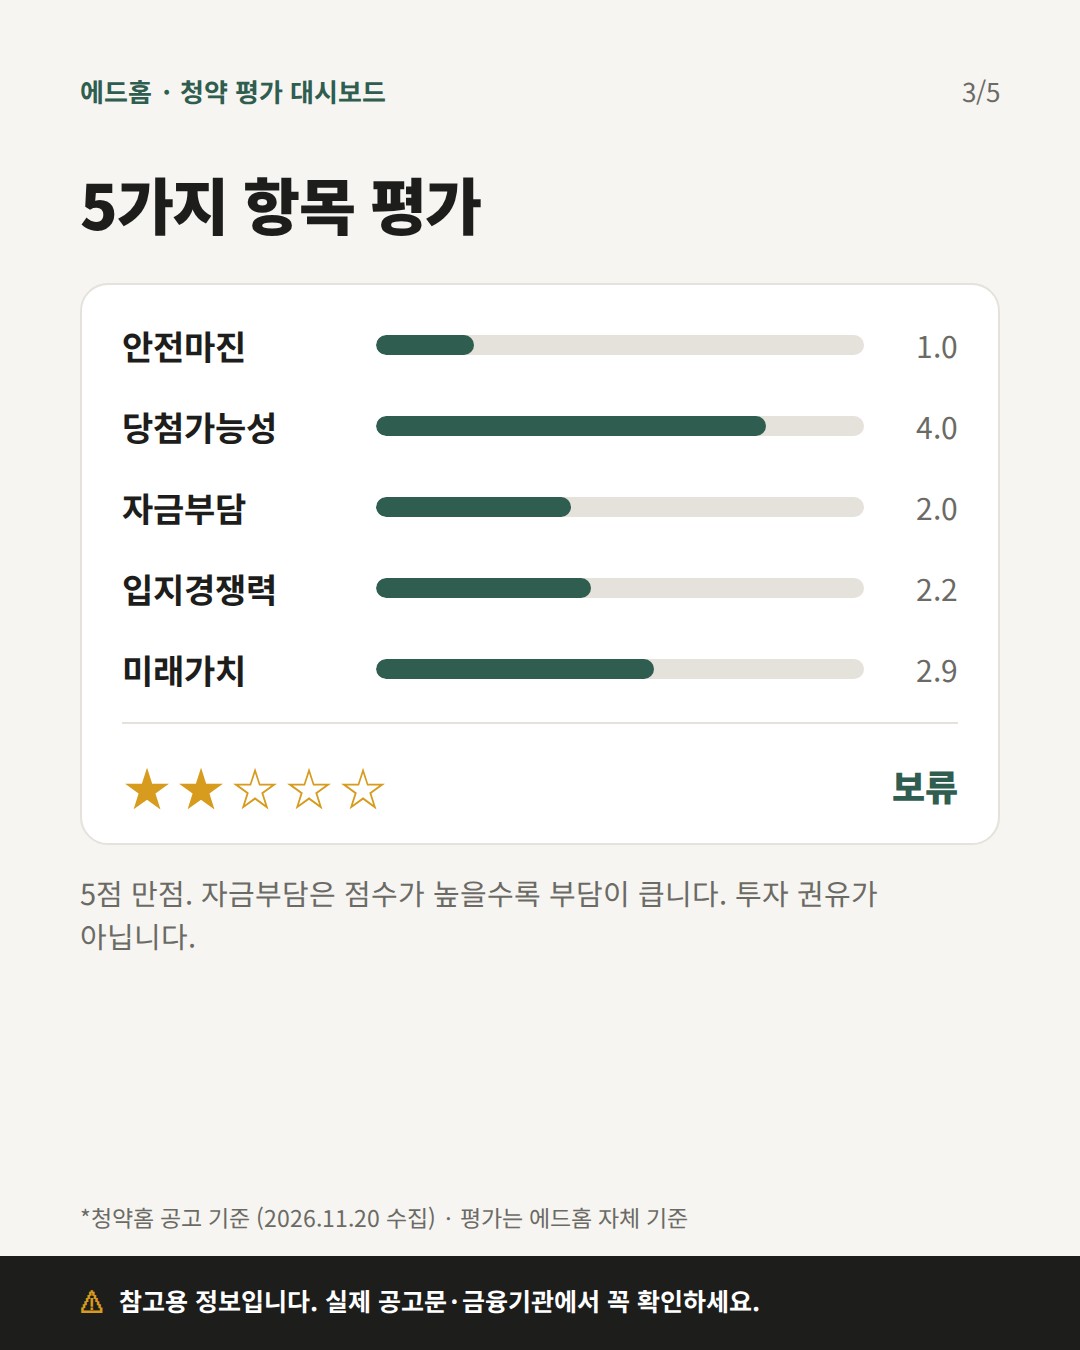 에드홈 · 청약 평가 대시보드
3/5
5가지 항목 평가
안전마진 1.0
당첨가능성 4.0
자금부담 2.0
입지경쟁력 2.2
미래가치 2.9
★★☆☆☆ 보류
5점 만점. 자금부담은 점수가 높을수록 부담이 큽니다. 투자 권유가
아닙니다.
*청약홈 공고 기준 (2026.11.20 수집) · 평가는 에드홈 자체 기준
⚠ 참고용 정보입니다. 실제 공고문·금융기관에서 꼭 확인하세요.